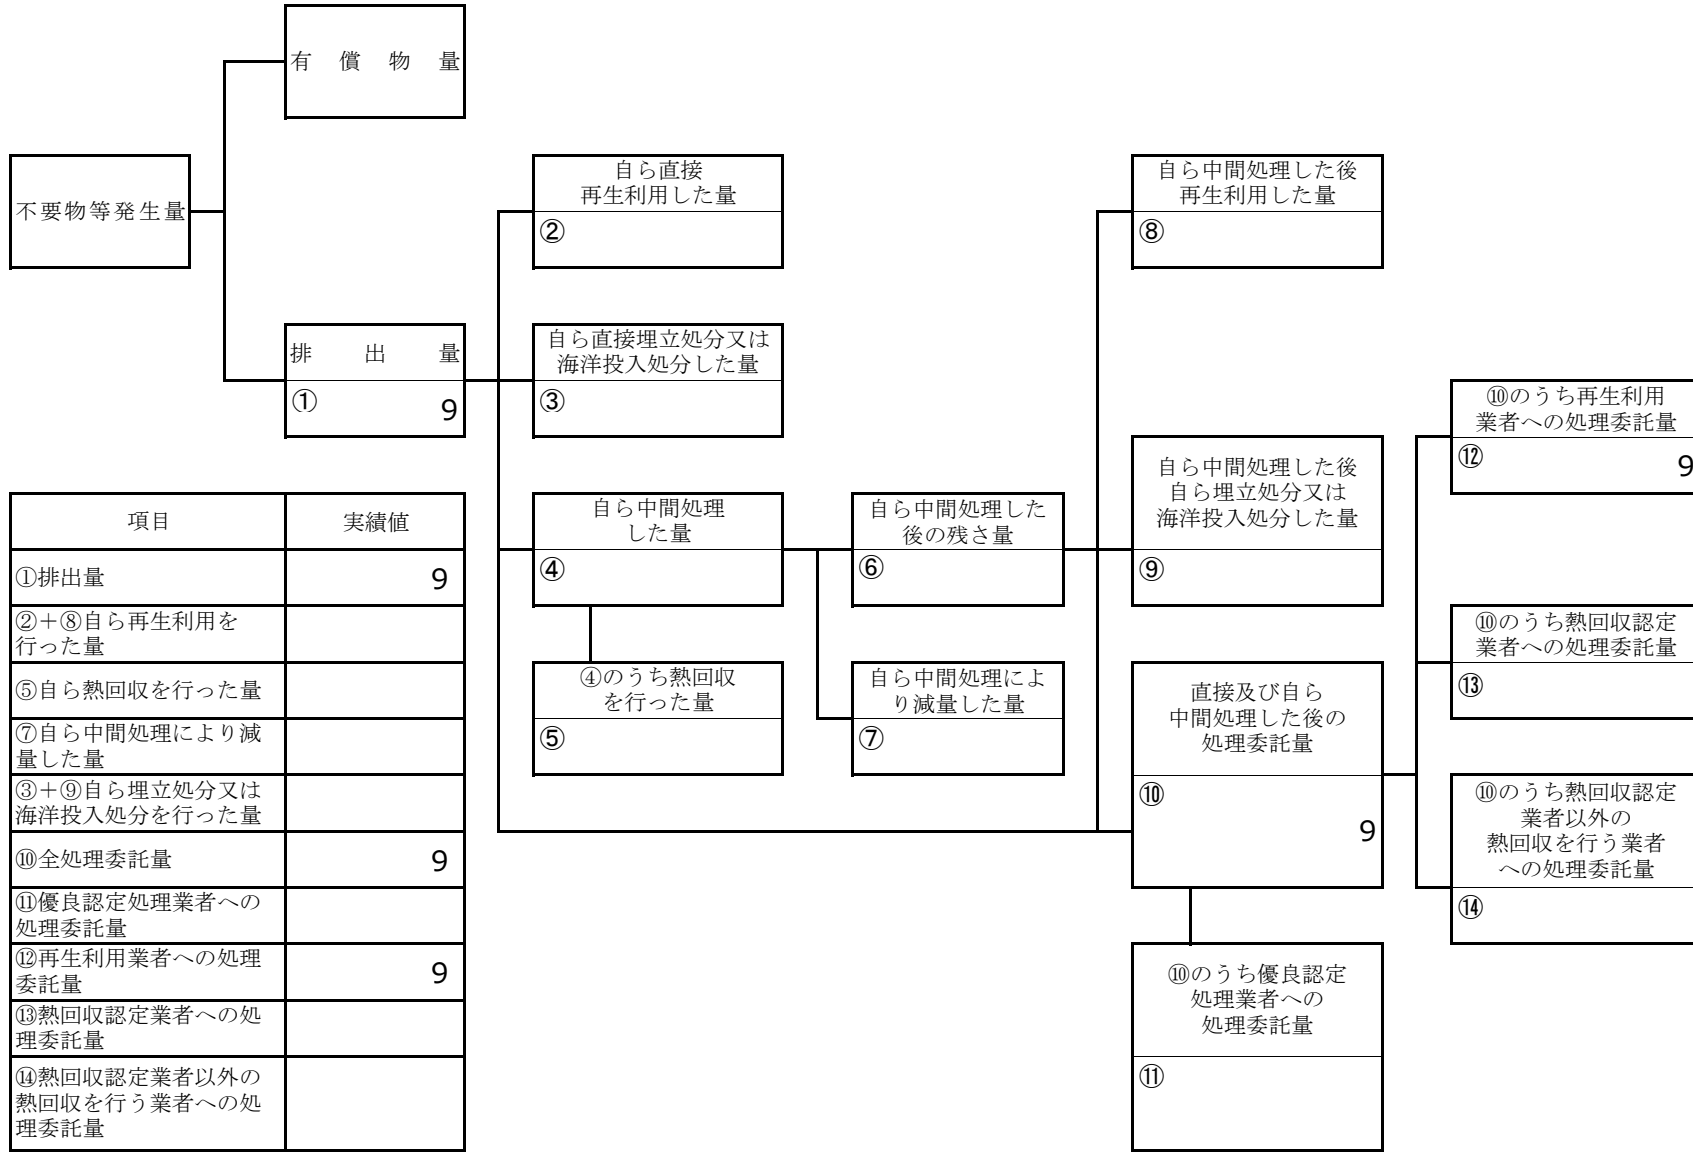 有償物量
不要物等発生量
排出量
① 9
自ら直接
再生利用した量
②
自ら直接埋立処分又は
海洋投入処分した量
③
自ら中間処理
した量
④
④のうち熱回収
を行った量
⑤
自ら中間処理した
後の残さ量
⑥
自ら中間処理によ
り減量した量
⑦
自ら中間処理した後
再生利用した量
⑧
自ら中間処理した後
自ら埋立処分又は
海洋投入処分した量
⑨
直接及び自ら
中間処理した後の
処理委託量
⑩
9
⑩のうち優良認定
処理業者への
処理委託量
⑪
⑩のうち再生利用
業者への処理委託量
⑫ 9
⑩のうち熱回収認定
業者への処理委託量
⑬
⑩のうち熱回収認定
業者以外の
熱回収を行う業者
への処理委託量
⑭
項目 実績値
①排出量 9
②+⑧自ら再生利用を
行った量
⑤自ら熱回収を行った量
⑦自ら中間処理により減
量した量
③+⑨自ら埋立処分又は
海洋投入処分を行った量
⑩全処理委託量 9
⑪優良認定処理業者への
処理委託量
⑫再生利用業者への処理
委託量 9
⑬熱回収認定業者への処
理委託量
⑭熱回収認定業者以外の
熱回収を行う業者への処
理委託量